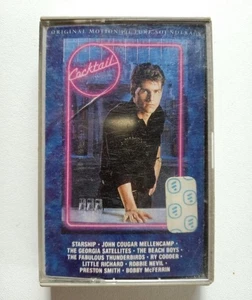 ORIGINAL MOTION PICTURE SOUNDTRACK
Cocktail
STARSHIP • JOHN COUGAR MELLENCAMP •
THE GEORGIA SATELLITES • THE BEACH BOYS •
THE FABULOUS THUNDERBIRDS • RY COODER •
LITTLE RICHARD • ROBBIE NEVIL •
PRESTON SMITH • BOBBY McFERRIN